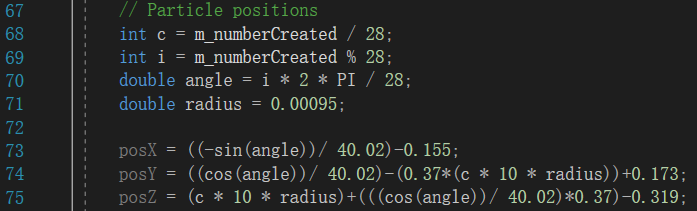 67 // Particle positions
68 int c = m_numberCreated / 28;
69 int i = m_numberCreated % 28;
70 double angle = i * 2 * PI / 28;
71 double radius = 0.00095;
72
73 posX = ((-sin(angle))/ 40.02)-0.155;
74 posY = ((cos(angle))/ 40.02)-(0.37*(c * 10 * radius))+0.173;
75 posZ = (c * 10 * radius)+(((cos(angle))/ 40.02)*0.37)-0.319;